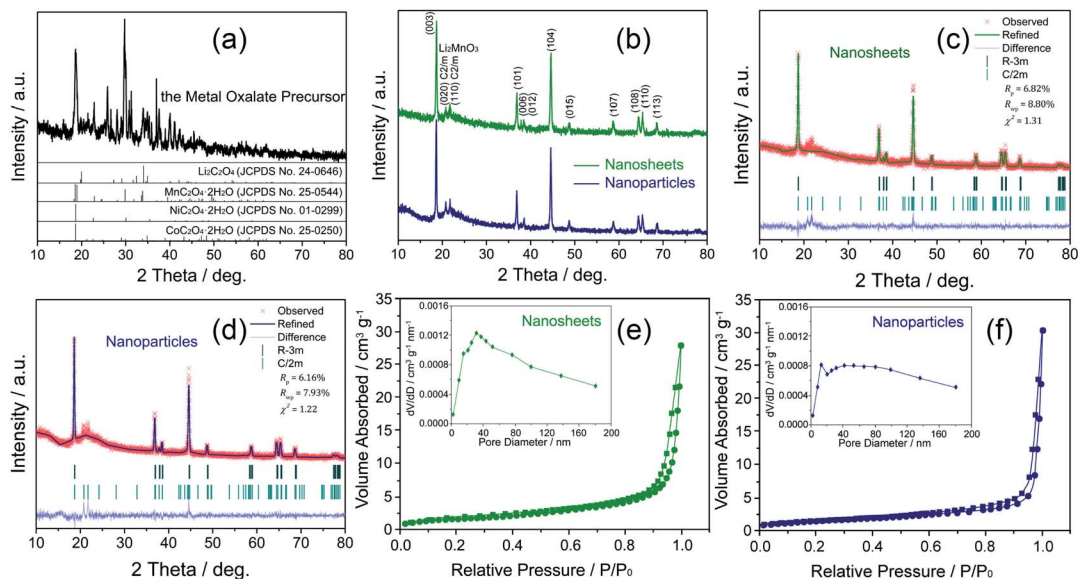 (a)
the Metal Oxalate Precursor
Li₂C₂O₄ (JCPDS No. 24-0646)
MnC₂O₄·2H₂O (JCPDS No. 25-0544)
NiC₂O₄·2H₂O (JCPDS No. 01-0299)
CoC₂O₄·2H₂O (JCPDS No. 25-0250)
Intensity / a.u.
10 20 30 40 50 60 70 80
2 Theta / deg.
(b)
(003)
Li₂MnO₃
(020) C2/m
(110) C2/m
(101)
(006)
(012)
(104)
(015)
(107)
(108)
(110)
(113)
Nanosheets
Nanoparticles
Intensity / a.u.
10 20 30 40 50 60 70 80
2 Theta / deg.
(c)
Nanosheets
Observed
Refined
Difference
R-3m
C/2m
Rp = 6.82%
Rwp = 8.80%
χ² = 1.31
Intensity / a.u.
10 20 30 40 50 60 70 80
2 Theta / deg.
(d)
Nanoparticles
Observed
Refined
Difference
R-3m
C/2m
Rp = 6.16%
Rwp = 7.93%
χ² = 1.22
Intensity / a.u.
10 20 30 40 50 60 70 80
2 Theta / deg.
(e)
Nanosheets
dV/dD / cm³ g⁻¹ nm⁻¹
0.0016
0.0012
0.0008
0.0004
0.0000
0 40 80 120 160 200
Pore Diameter / nm
Volume Absorbed / cm³ g⁻¹
35
30
25
20
15
10
5
0
0.0 0.2 0.4 0.6 0.8 1.0
Relative Pressure / P/P₀
(f)
Nanoparticles
dV/dD / cm³ g⁻¹ nm⁻¹
0.0016
0.0012
0.0008
0.0004
0.0000
0 40 80 120 160 200
Pore Diameter / nm
Volume Absorbed / cm³ g⁻¹
35
30
25
20
15
10
5
0
0.0 0.2 0.4 0.6 0.8 1.0
Relative Pressure / P/P₀